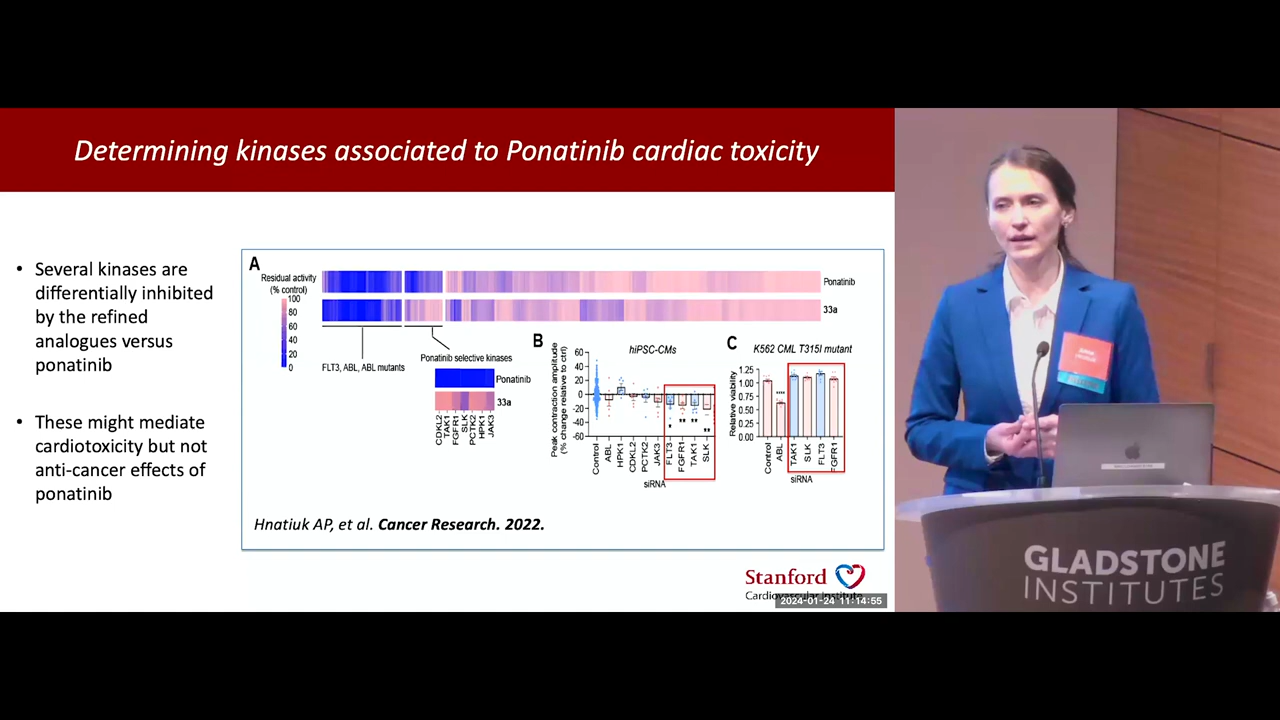 Determining kinases associated to Ponatinib cardiac toxicity
• Several kinases are
differentially inhibited
by the refined
analogues versus
ponatinib
• These might mediate
cardiotoxicity but not
anti-cancer effects of
ponatinib
A
Residual activity
(% control)
100
80
60
40
20
0
Ponatinib
33a
FLT3, ABL, ABL mutants
Ponatinib selective kinases
Ponatinib
33a
CDKL2
TAK1
FGFR1
SLK
PCTK2
HPK1
JAK3
B
hiPSC-CMs
Peak contraction amplitude
(% change relative to ctrl)
60
40
20
0
-20
-40
-60
* ** ** **
Control
ABL
HPK1
CDKL2
PCTK2
JAK3
FLT3
FGFR1
TAK1
SLK
siRNA
C
K562 CML T315I mutant
Relative viability
1.25
1.00
0.75
0.50
0.25
0.00
****
Control
ABL
TAK1
SLK
FLT3
FGFR1
siRNA
Hnatiuk AP, et al. Cancer Research. 2022.
Stanford
Cardiovascular Institute
2024-01-24 11:14:55
GLADSTONE
INSTITUTES